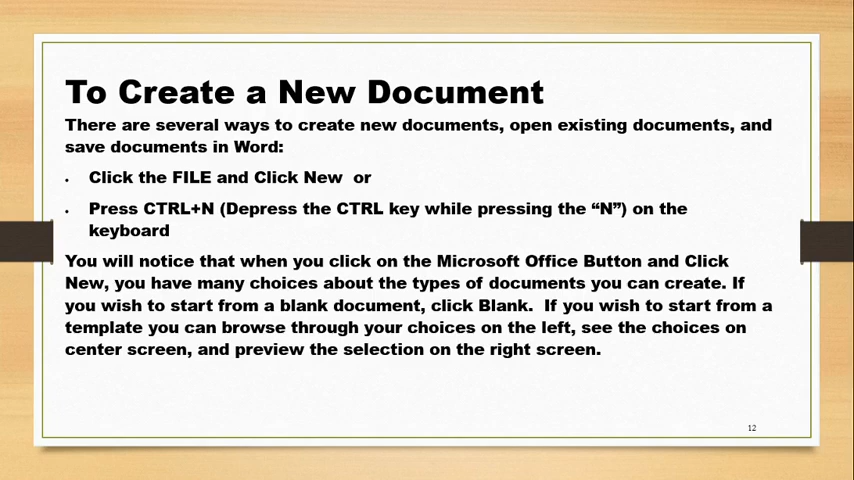 To Create a New Document
There are several ways to create new documents, open existing documents, and
save documents in Word:
• Click the FILE and Click New  or
• Press CTRL+N (Depress the CTRL key while pressing the “N”) on the
keyboard
You will notice that when you click on the Microsoft Office Button and Click
New, you have many choices about the types of documents you can create. If
you wish to start from a blank document, click Blank.  If you wish to start from a
template you can browse through your choices on the left, see the choices on
center screen, and preview the selection on the right screen.
12